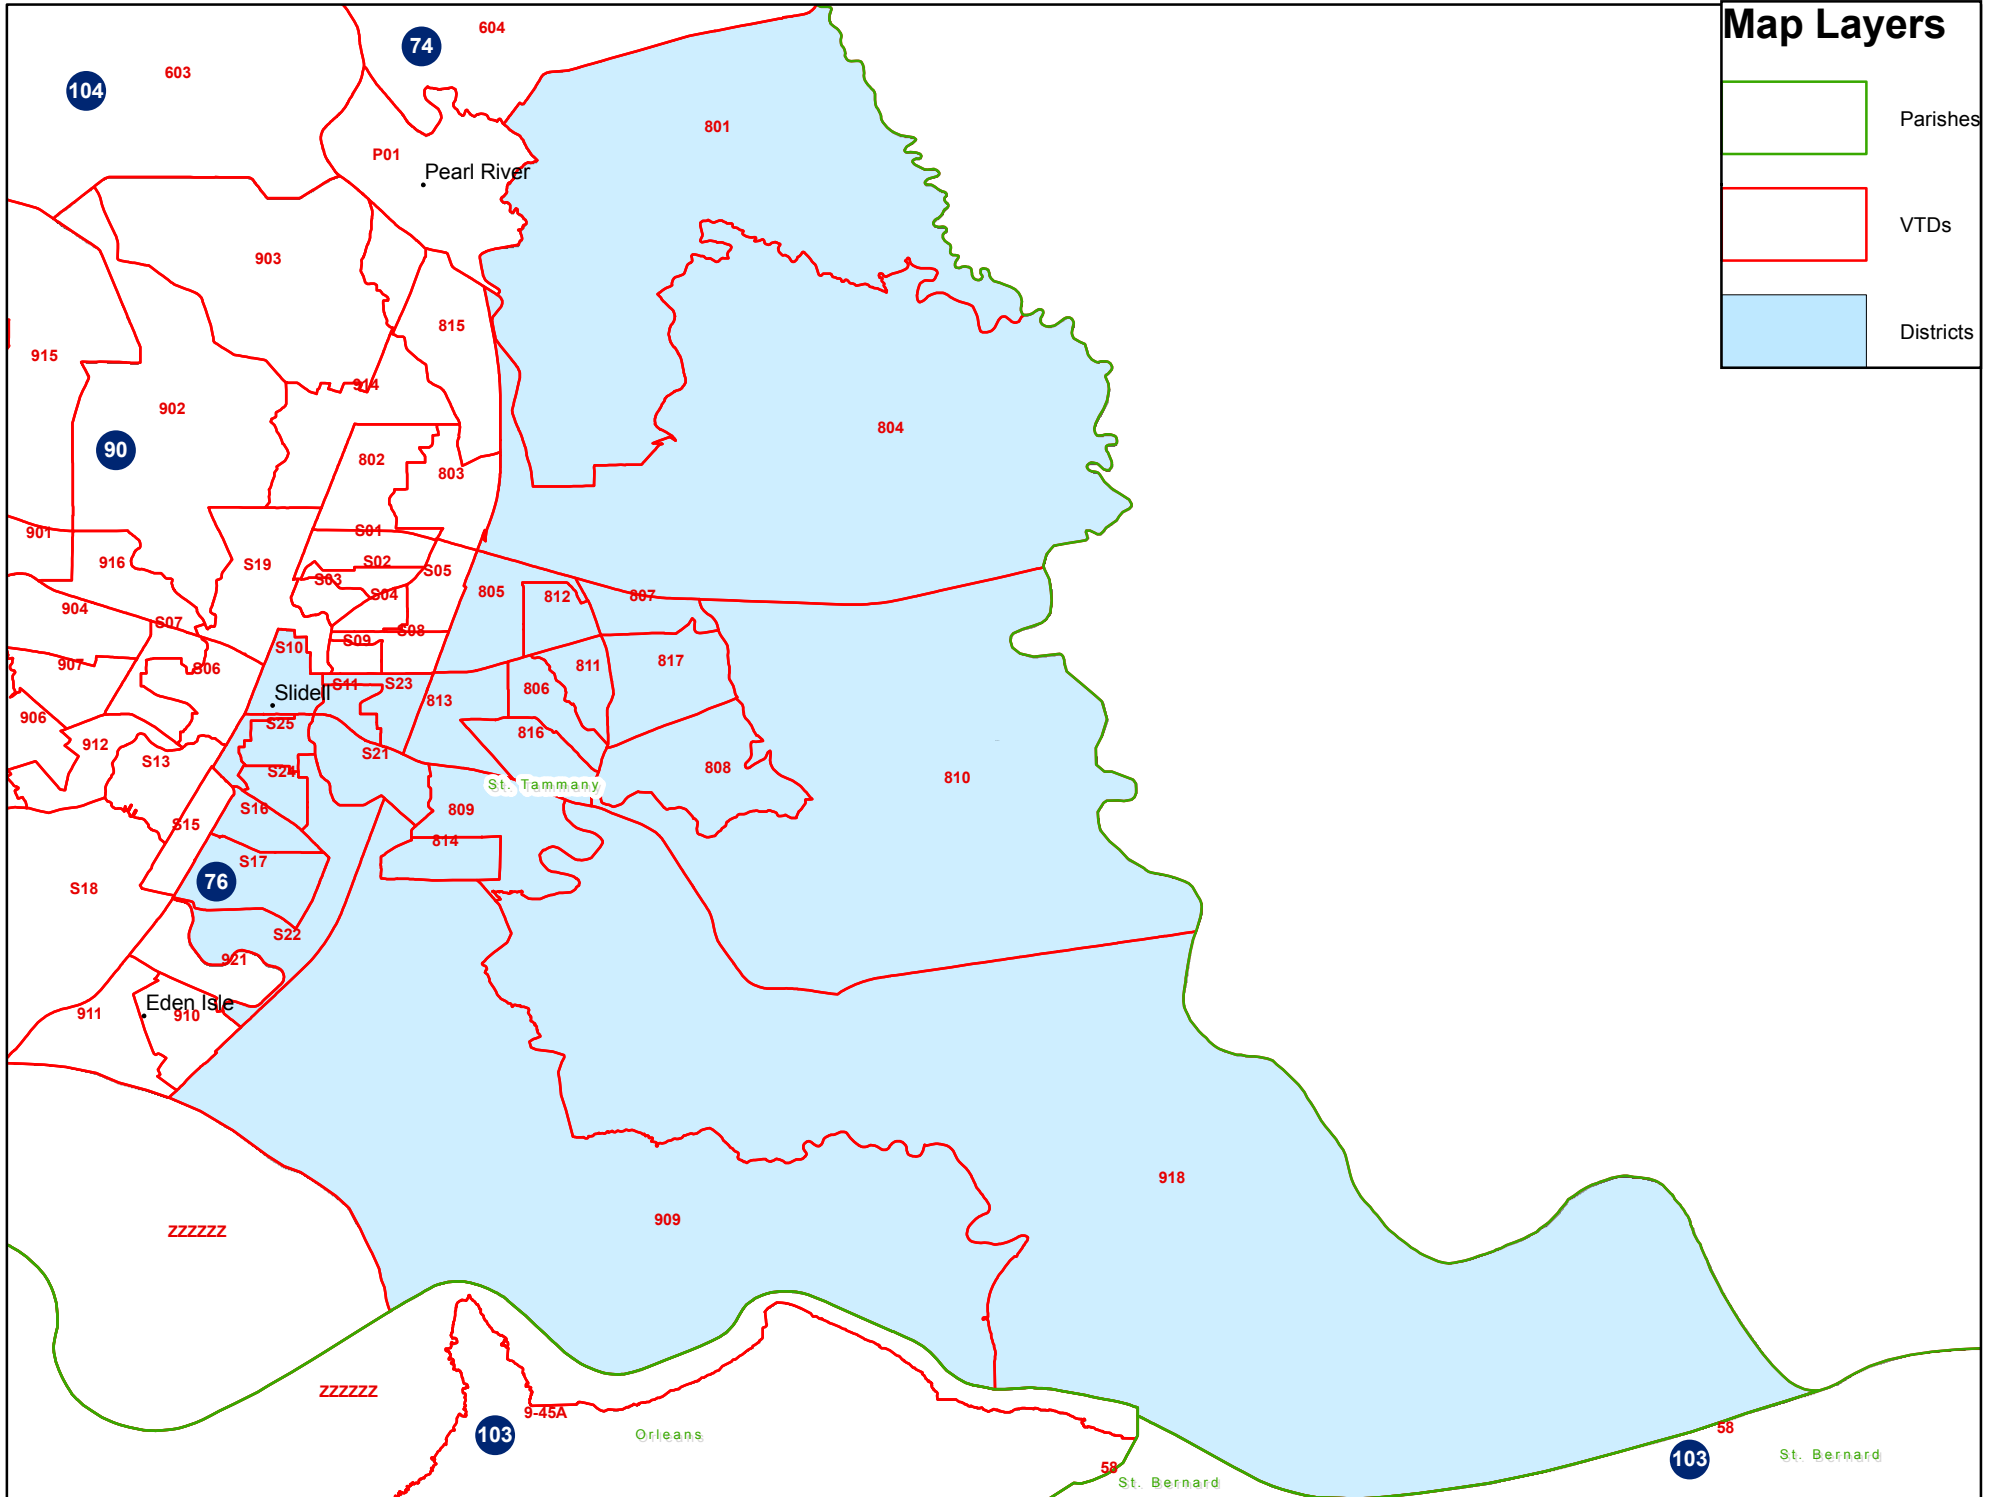 Map Layers
Parishes
VTDs
Districts
604
74
603
104
801
P01
Pearl River
903
815
915
914
902
804
90
802
803
901
S01
916
S19
S02
S03
S05
S04
805
812
807
904
S07
S08
S09
S10
907
S06
811
817
S11
S23
806
Slidell
813
906
S25
816
912
S13
S21
S24
808
810
St. Tammany
S16
809
S15
814
S17
76
S18
S22
921
Eden Isle
911
910
918
909
ZZZZZZ
ZZZZZZ
9-45A
103
Orleans
58
103
St. Bernard
58
St. Bernard